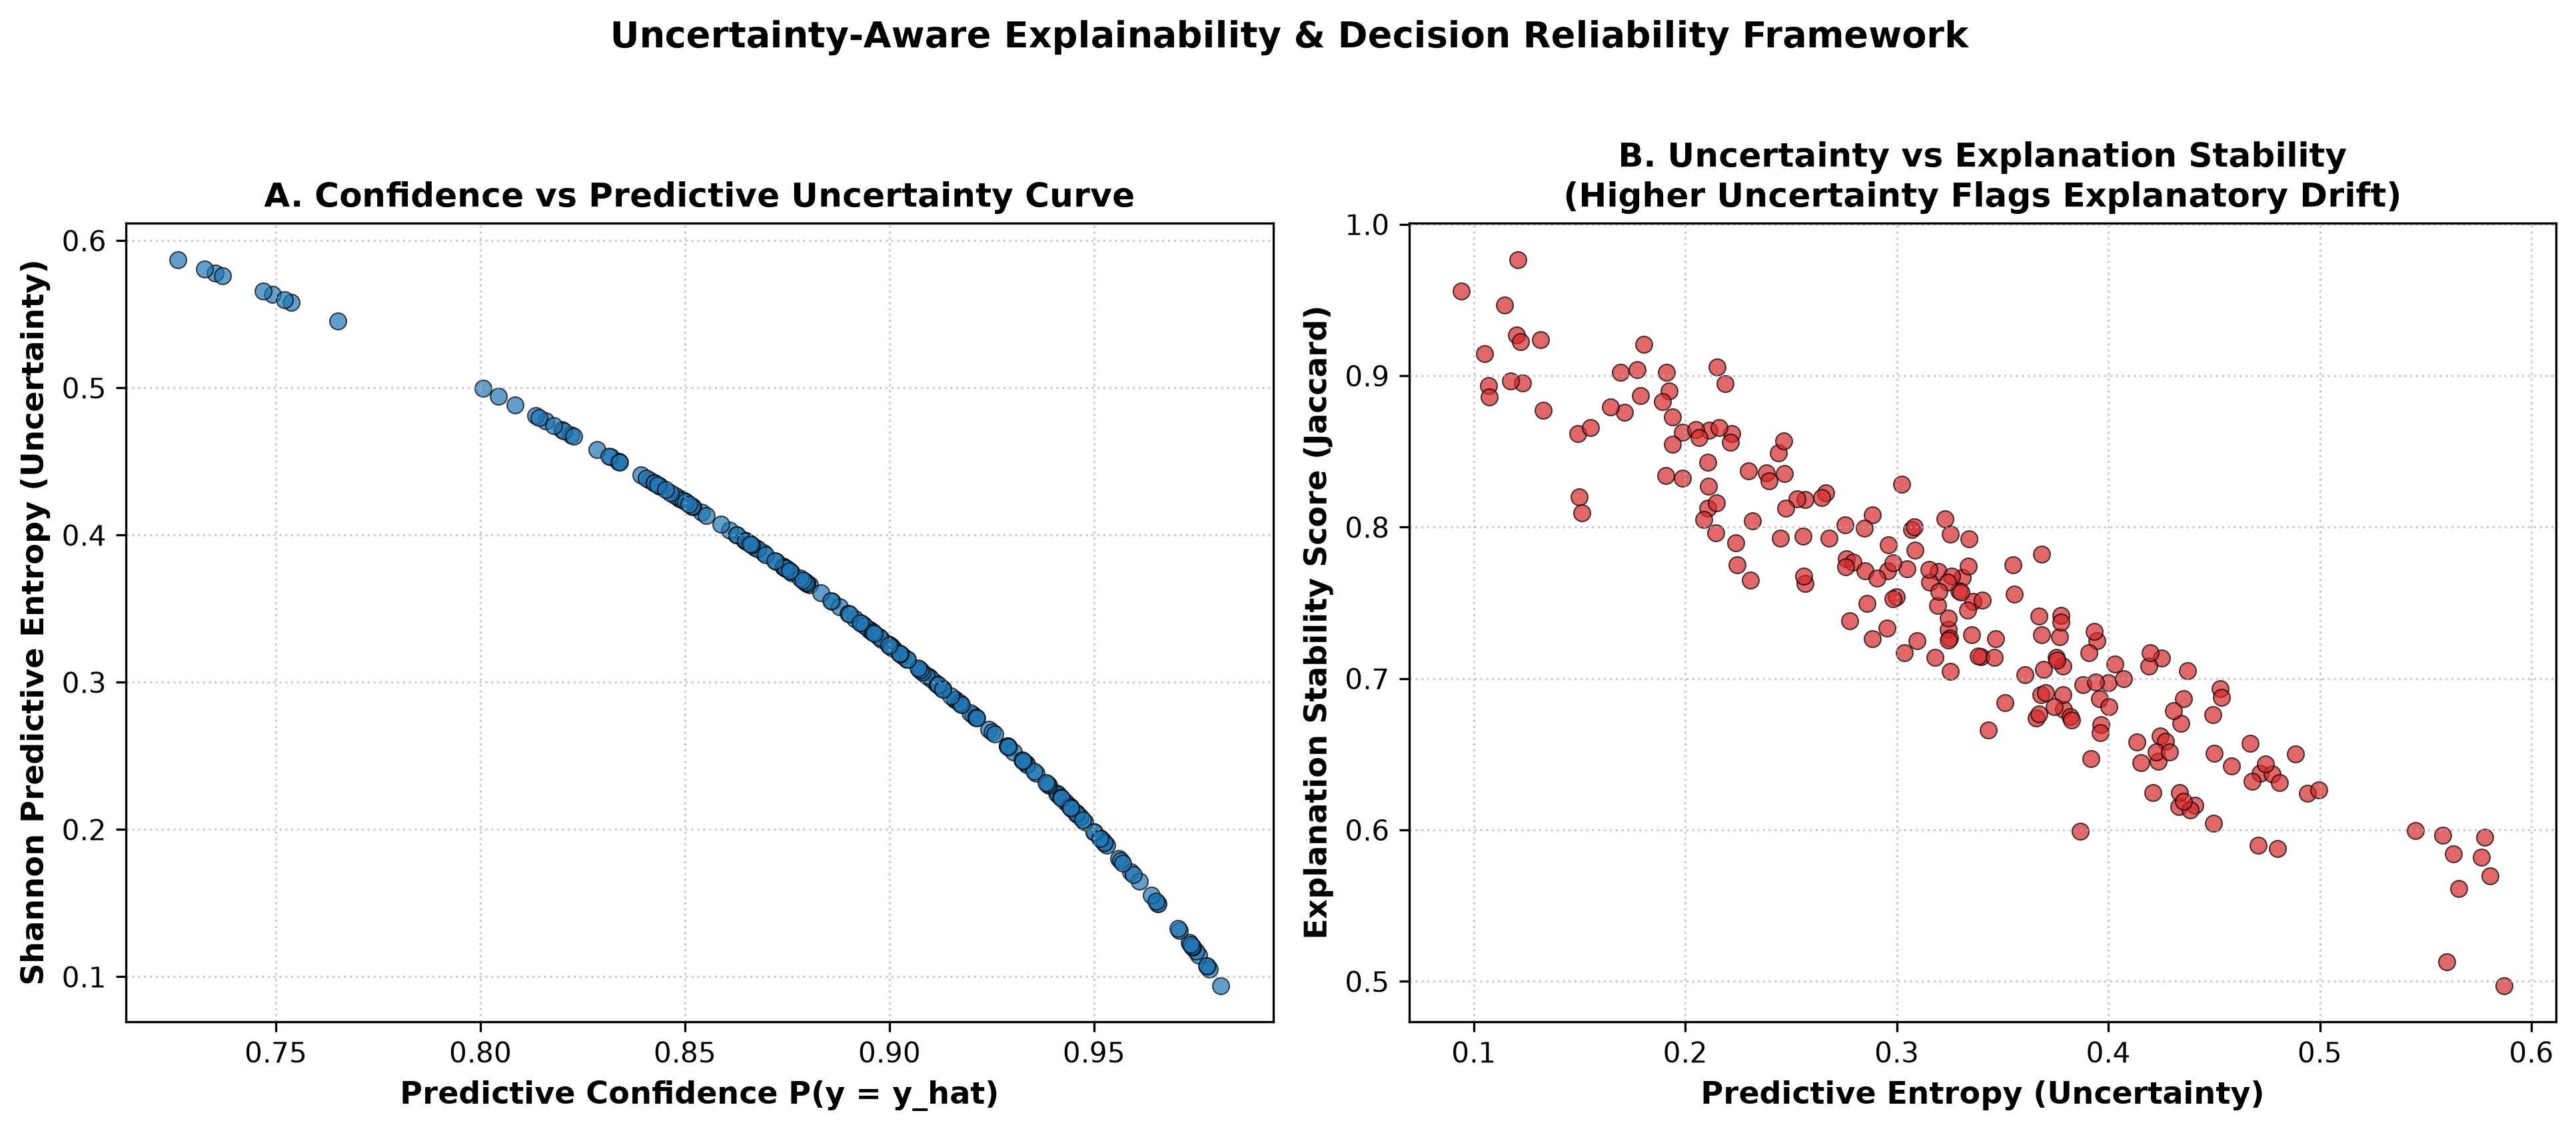 Uncertainty-Aware Explainability & Decision Reliability Framework
A. Confidence vs Predictive Uncertainty Curve
Shannon Predictive Entropy (Uncertainty)
0.6
0.5
0.4
0.3
0.2
0.1
0.75 0.80 0.85 0.90 0.95
Predictive Confidence P(y = y_hat)
B. Uncertainty vs Explanation Stability
(Higher Uncertainty Flags Explanatory Drift)
Explanation Stability Score (Jaccard)
1.0
0.9
0.8
0.7
0.6
0.5
0.1 0.2 0.3 0.4 0.5 0.6
Predictive Entropy (Uncertainty)